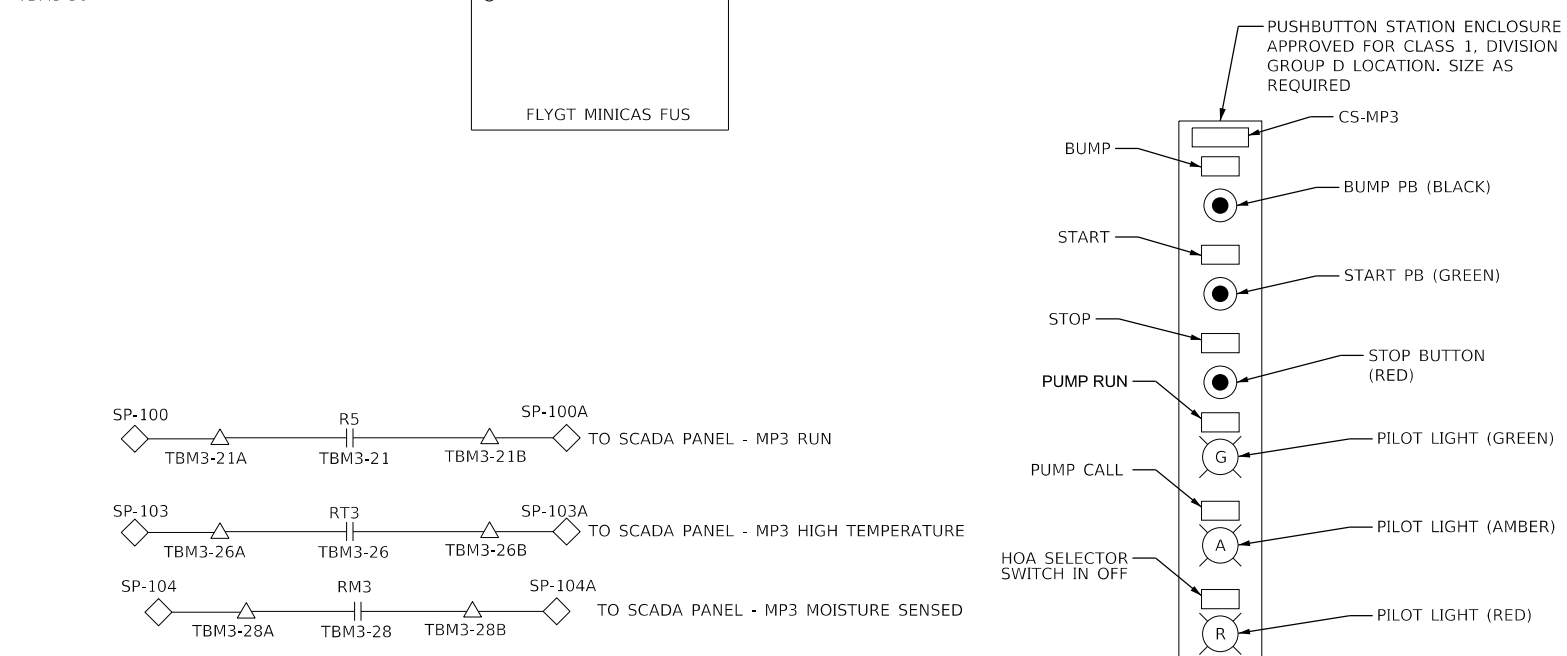 FLYGT MINICAS FUS
PUSHBUTTON STATION ENCLOSURE
APPROVED FOR CLASS 1, DIVISION
GROUP D LOCATION. SIZE AS
REQUIRED
CS-MP3
BUMP
BUMP PB (BLACK)
START
START PB (GREEN)
STOP
STOP BUTTON
(RED)
PUMP RUN
PILOT LIGHT (GREEN)
G
PUMP CALL
PILOT LIGHT (AMBER)
A
HOA SELECTOR
SWITCH IN OFF
PILOT LIGHT (RED)
R
SP-100
R5
SP-100A
TO SCADA PANEL - MP3 RUN
TBM3-21A
TBM3-21
TBM3-21B
SP-103
RT3
SP-103A
TO SCADA PANEL - MP3 HIGH TEMPERATURE
TBM3-26A
TBM3-26
TBM3-26B
SP-104
RM3
SP-104A
TO SCADA PANEL - MP3 MOISTURE SENSED
TBM3-28A
TBM3-28
TBM3-28B